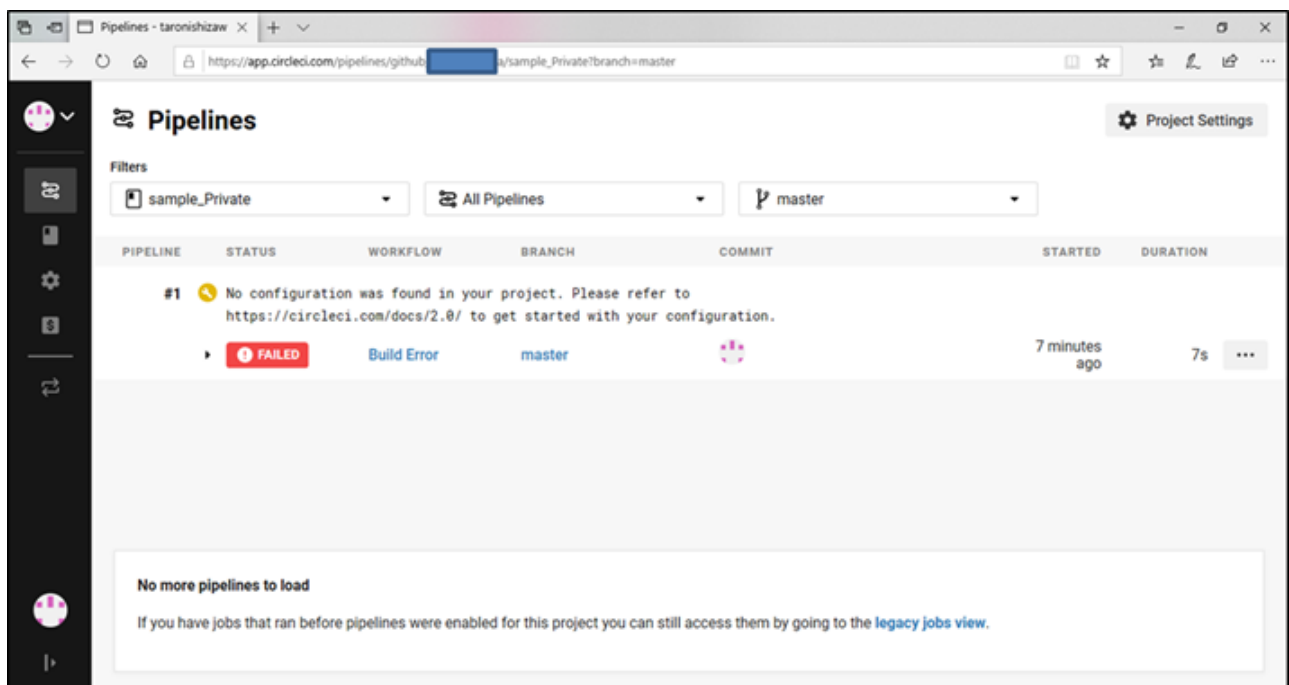 Pipelines - taronishizaw
https://app.circleci.com/pipelines/github a/sample_Private?branch=master
Pipelines
Project Settings
Filters
sample_Private
All Pipelines
master
PIPELINE STATUS WORKFLOW BRANCH COMMIT STARTED DURATION
#1 No configuration was found in your project. Please refer to
https://circleci.com/docs/2.0/ to get started with your configuration.
FAILED Build Error master 7 minutes ago 7s
No more pipelines to load
If you have jobs that ran before pipelines were enabled for this project you can still access them by going to the legacy jobs view.